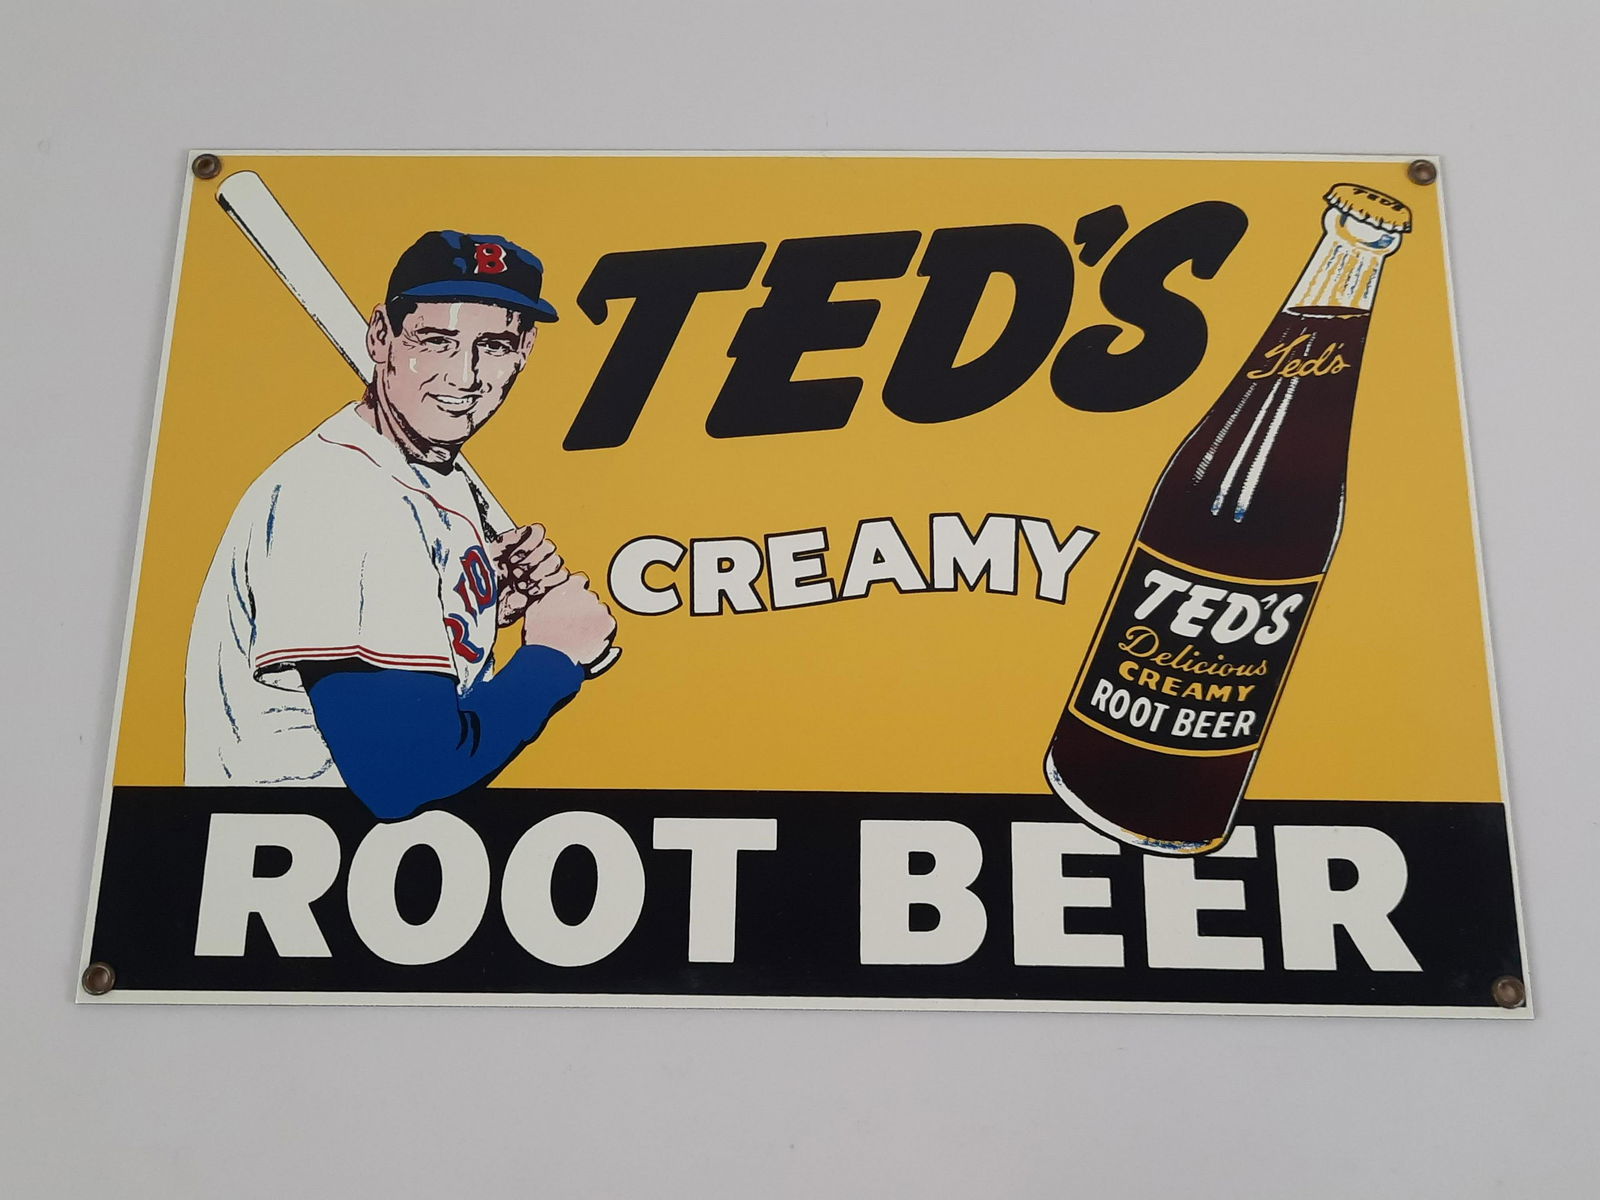 B
TED'S
TED'S
Ted's
CREAMY
TED'S
Delicious
CREAMY
ROOT BEER
ROOT BEER